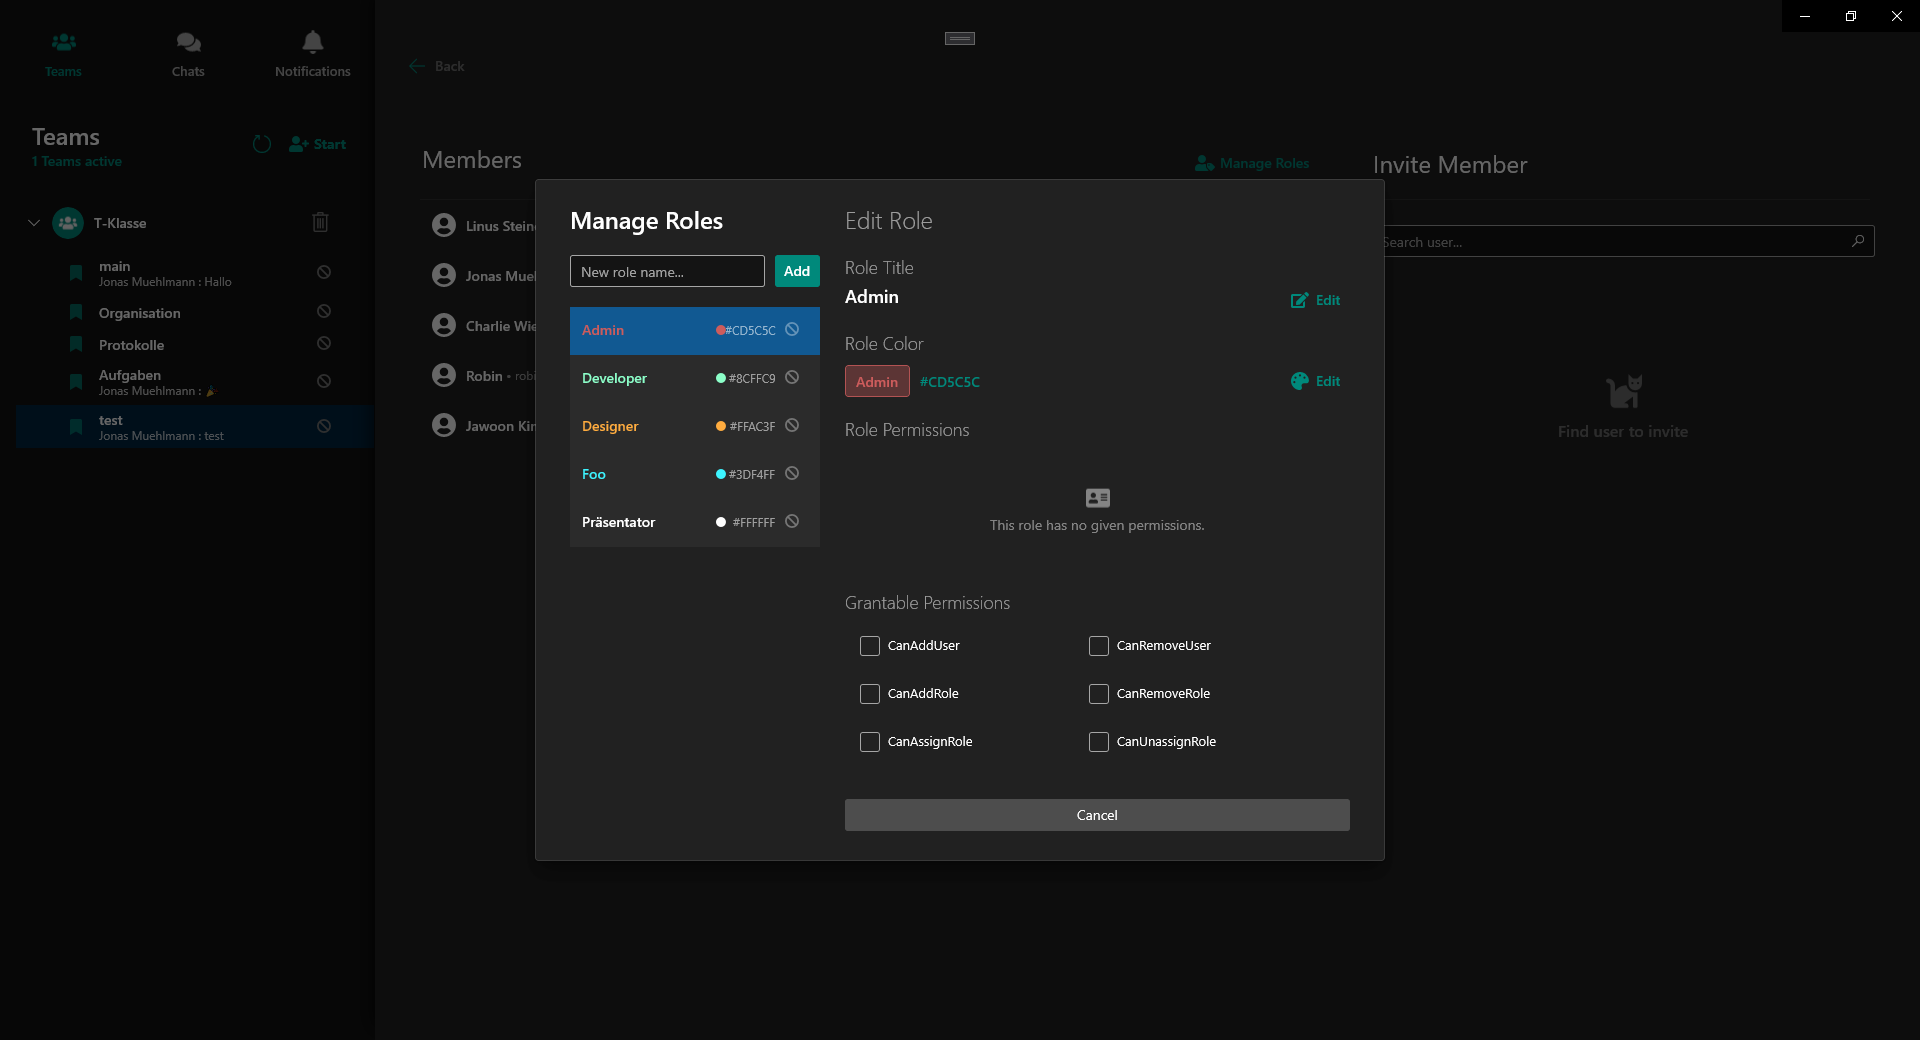 Teams
Chats
Notifications
Back
Teams
1 Teams active
Start
T-Klasse
main
Jonas Muehlmann : Hallo
Organisation
Protokolle
Aufgaben
Jonas Muehlmann : 🎉
test
Jonas Muehlmann : test
Members
Manage Roles
Linus Stein
Jonas Mue
Charlie Wie
Robin • robi
Jawoon Kim
Invite Member
Search user...
Find user to invite
Manage Roles
New role name...
Add
Admin #CD5C5C
Developer #8CFFC9
Designer #FFAC3F
Foo #3DF4FF
Präsentator #FFFFFF
Edit Role
Role Title
Admin
Edit
Role Color
Admin #CD5C5C
Edit
Role Permissions
This role has no given permissions.
Grantable Permissions
CanAddUser
CanRemoveUser
CanAddRole
CanRemoveRole
CanAssignRole
CanUnassignRole
Cancel